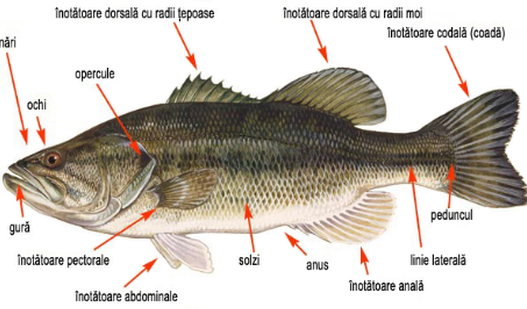 înotătoare dorsală cu radii țepoase
înotătoare dorsală cu radii moi
înotătoare codală (coadă)
nări
opercule
ochi
gură
înotătoare pectorale
înotătoare abdominale
solzi
anus
înotătoare anală
linie laterală
peduncul